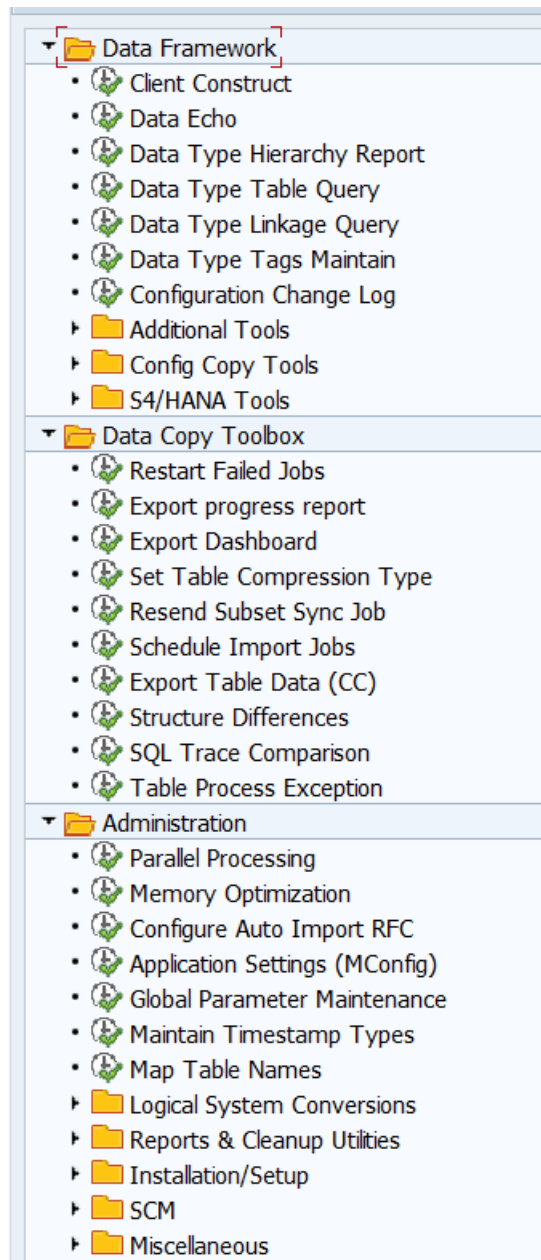 Data Framework
Client Construct
Data Echo
Data Type Hierarchy Report
Data Type Table Query
Data Type Linkage Query
Data Type Tags Maintain
Configuration Change Log
Additional Tools
Config Copy Tools
S4/HANA Tools
Data Copy Toolbox
Restart Failed Jobs
Export progress report
Export Dashboard
Set Table Compression Type
Resend Subset Sync Job
Schedule Import Jobs
Export Table Data (CC)
Structure Differences
SQL Trace Comparison
Table Process Exception
Administration
Parallel Processing
Memory Optimization
Configure Auto Import RFC
Application Settings (MConfig)
Global Parameter Maintenance
Maintain Timestamp Types
Map Table Names
Logical System Conversions
Reports & Cleanup Utilities
Installation/Setup
SCM
Miscellaneous